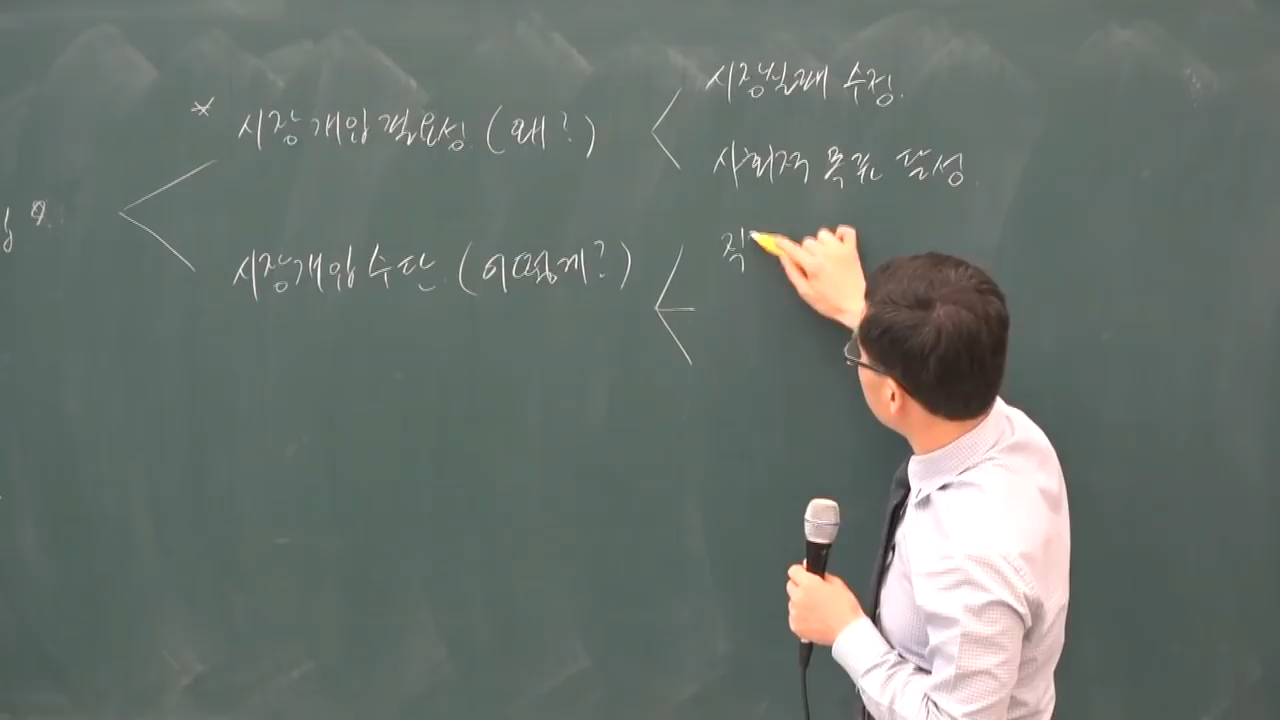 * 시장개입 필요성 (왜?)
시장실패 수정.
사회적 목표 달성
시장개입 수단 (어떻게?)
직